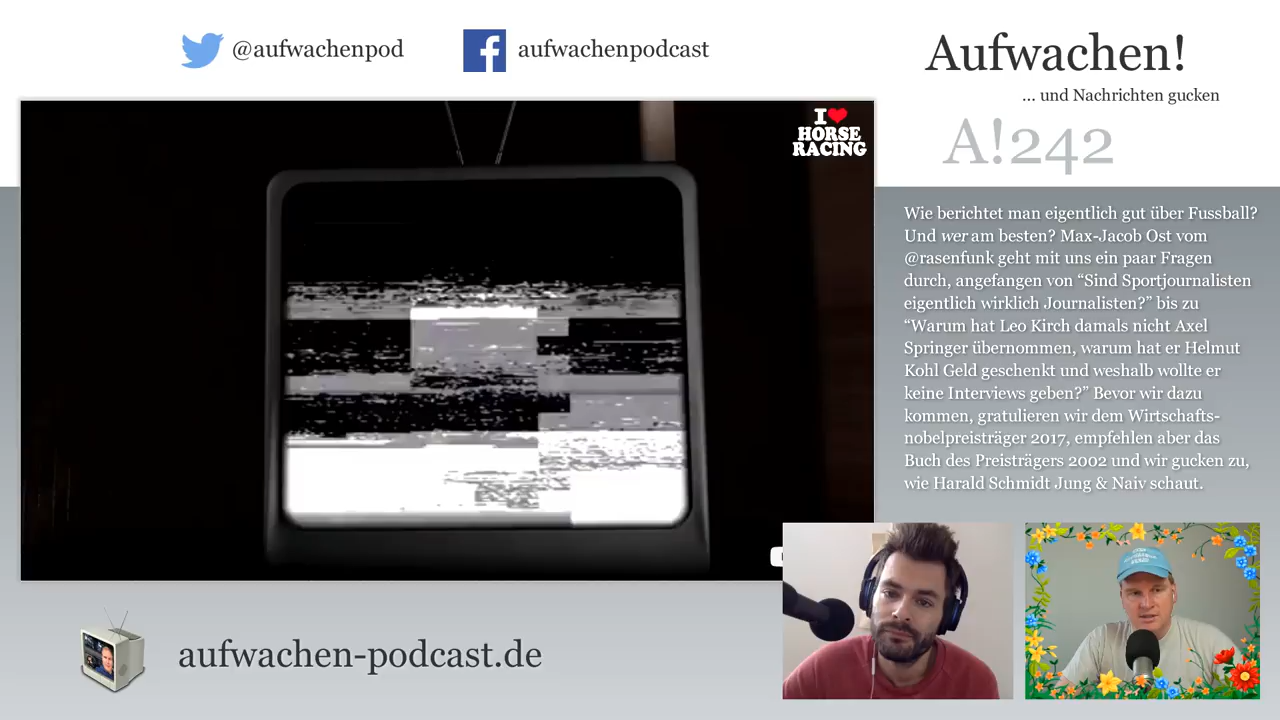 @aufwachenpod
aufwachenpodcast
Aufwachen!
... und Nachrichten gucken
A!242
I
HORSE
RACING
Wie berichtet man eigentlich gut über Fussball?
Und wer am besten? Max-Jacob Ost vom
@rasenfunk geht mit uns ein paar Fragen
durch, angefangen von “Sind Sportjournalisten
eigentlich wirklich Journalisten?” bis zu
“Warum hat Leo Kirch damals nicht Axel
Springer übernommen, warum hat er Helmut
Kohl Geld geschenkt und weshalb wollte er
keine Interviews geben?” Bevor wir dazu
kommen, gratulieren wir dem Wirtschafts-
nobelpreisträger 2017, empfehlen aber das
Buch des Preisträgers 2002 und wir gucken zu,
wie Harald Schmidt Jung & Naiv schaut.
aufwachen-podcast.de